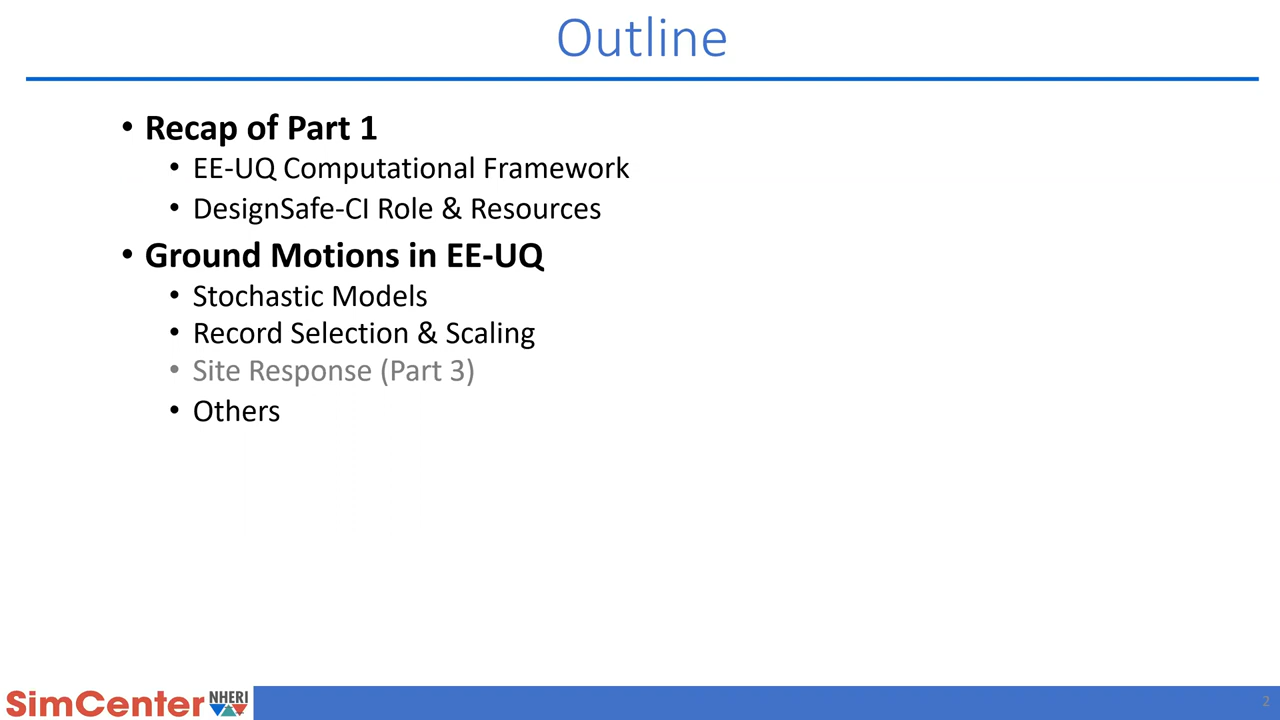 Outline
• Recap of Part 1
• EE-UQ Computational Framework
• DesignSafe-CI Role & Resources
• Ground Motions in EE-UQ
• Stochastic Models
• Record Selection & Scaling
• Site Response (Part 3)
• Others
SimCenter NHERI
2